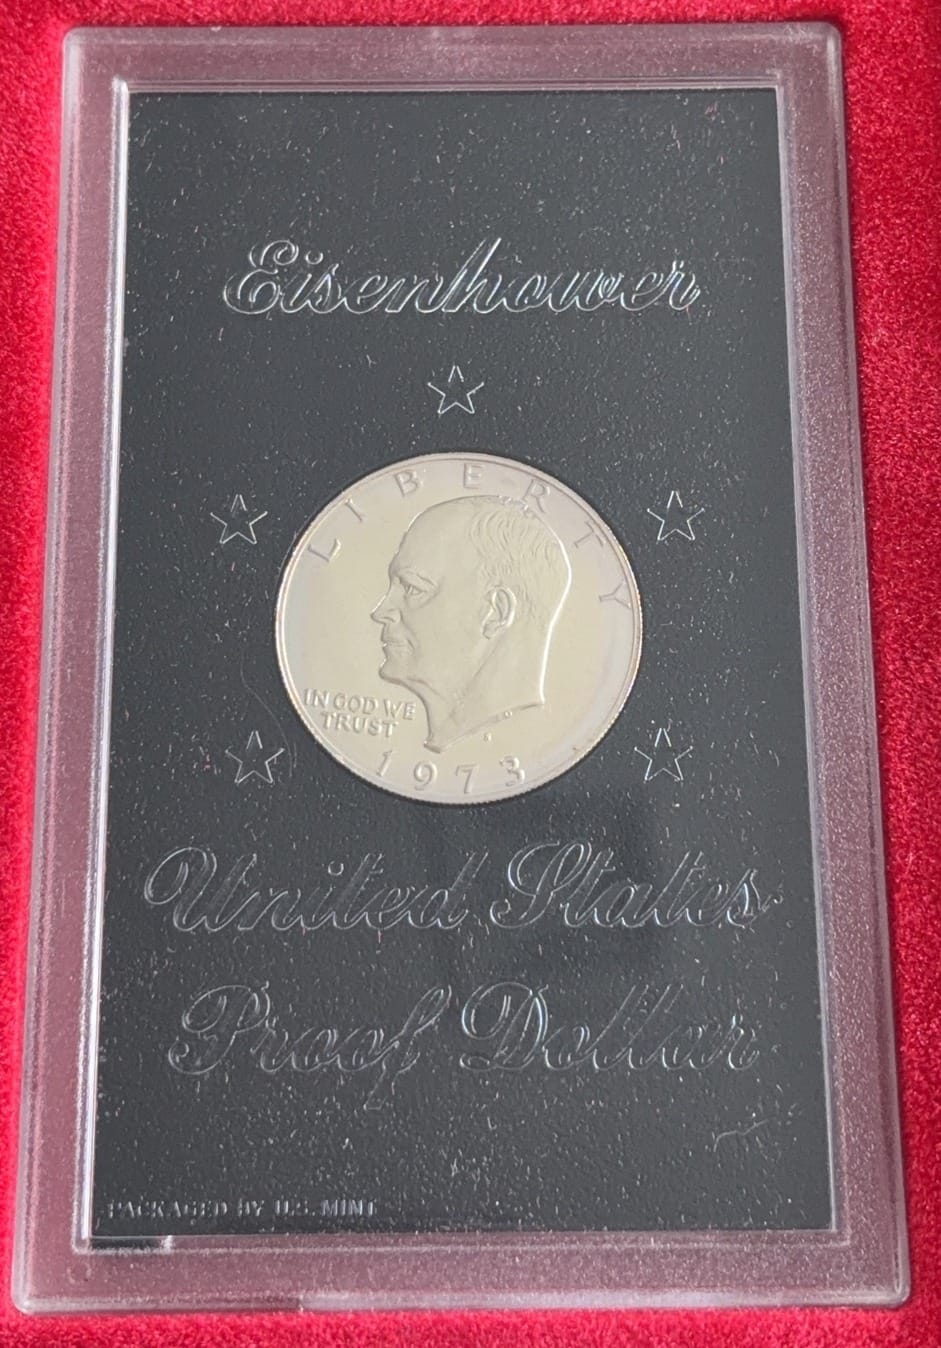 Eisenhower
LIBERTY
IN GOD WE
TRUST
S
1973
United States
Proof Dollar
PACKAGED BY U.S. MINT